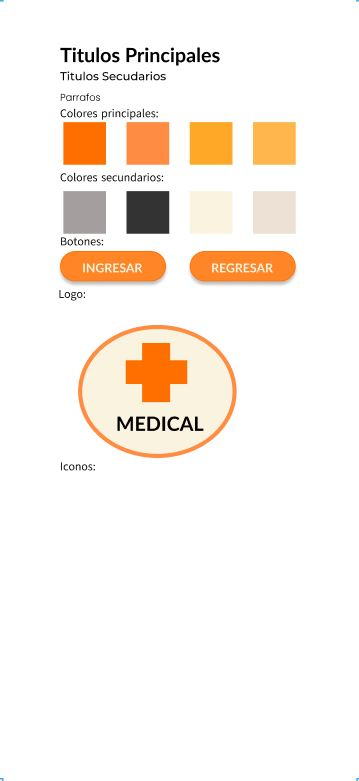 Titulos Principales
Titulos Secudarios
Parrafos
Colores principales:
Colores secundarios:
Botones:
INGRESAR REGRESAR
Logo:
MEDICAL
Iconos: